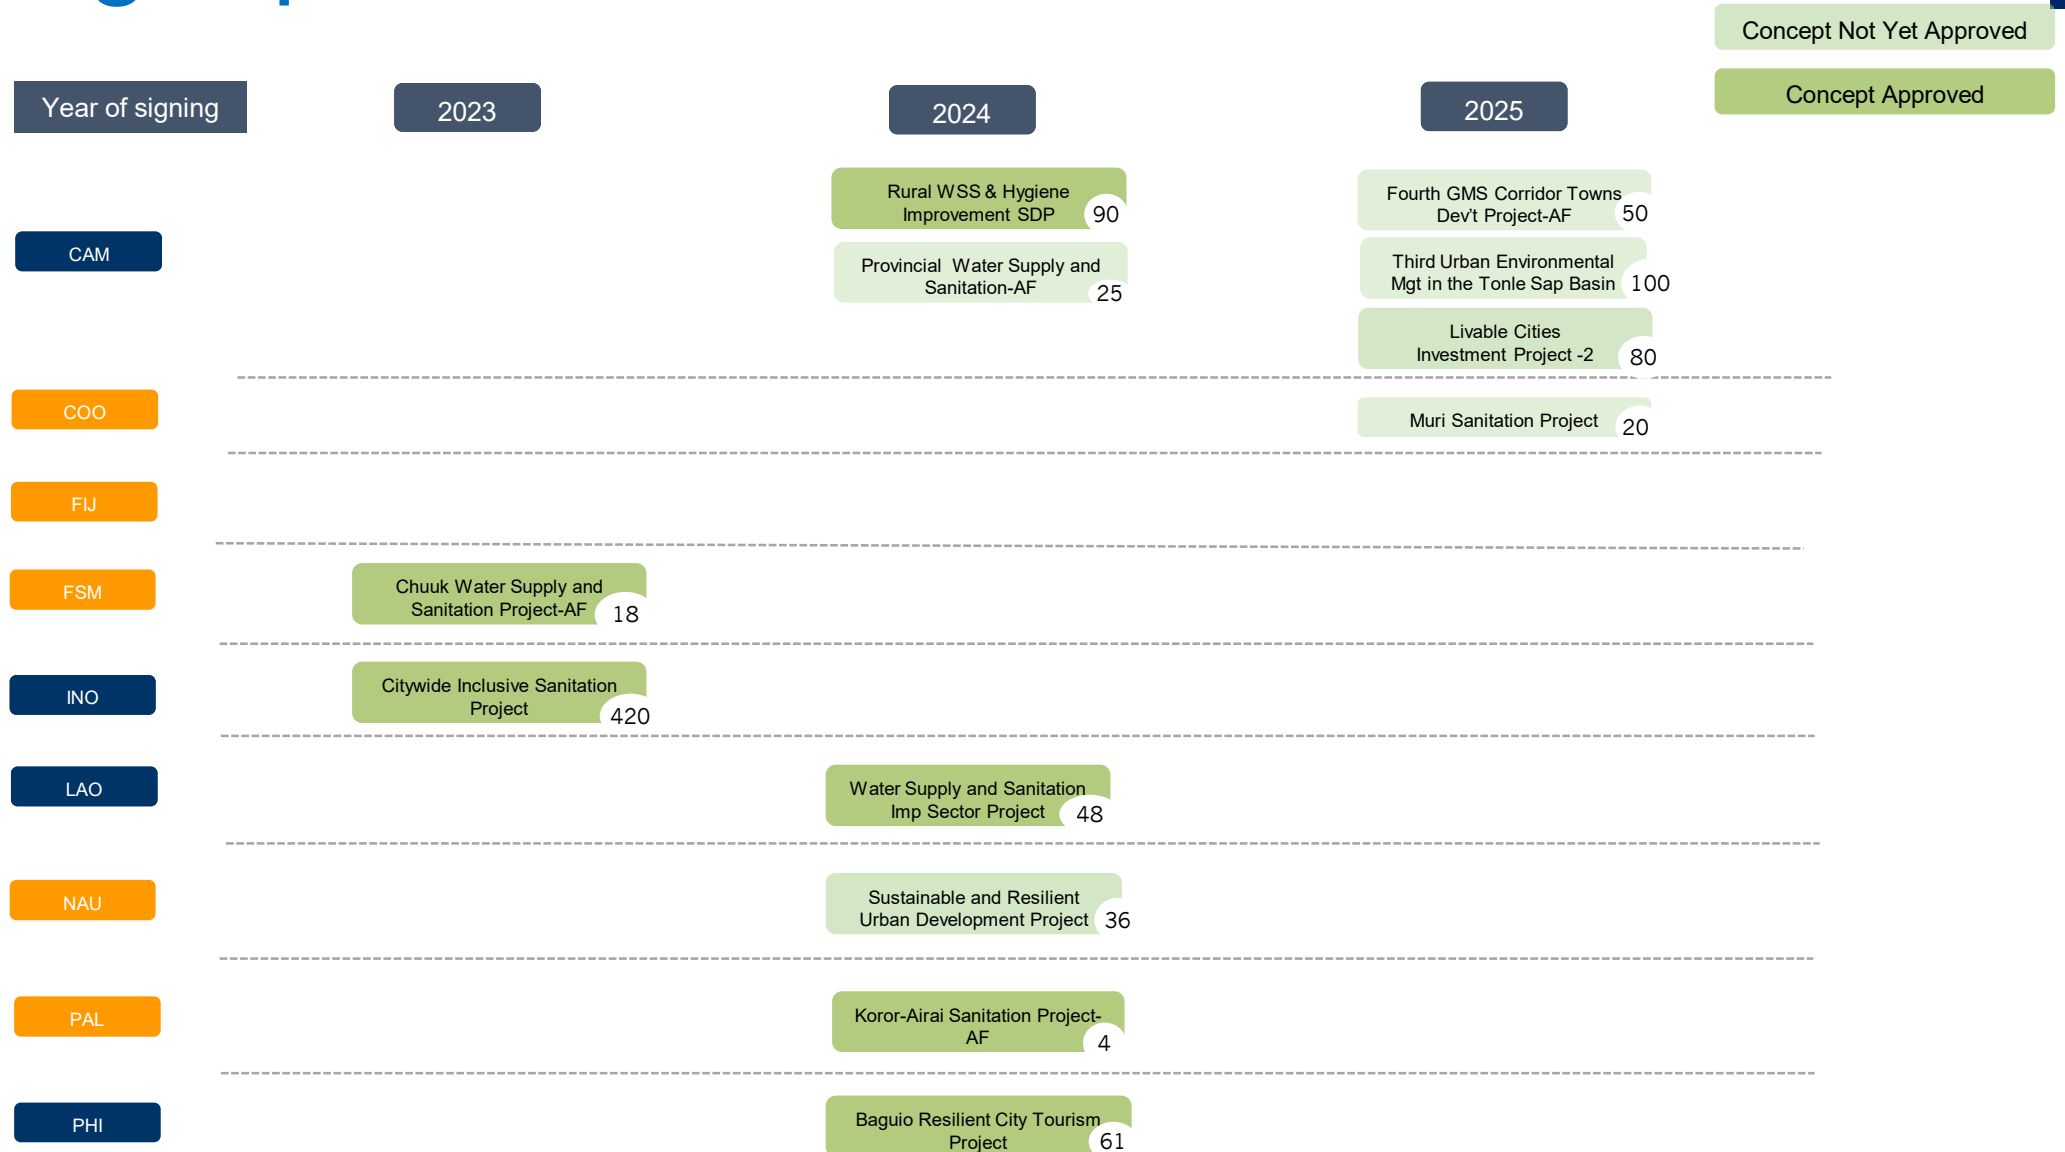 Concept Not Yet Approved
Concept Approved
Year of signing
2023
2024
2025
CAM
Rural WSS & Hygiene
Improvement SDP
90
Provincial Water Supply and
Sanitation-AF
25
Fourth GMS Corridor Towns
Dev't Project-AF
50
Third Urban Environmental
Mgt in the Tonle Sap Basin
100
Livable Cities
Investment Project -2
80
COO
Muri Sanitation Project
20
FIJ
FSM
Chuuk Water Supply and
Sanitation Project-AF
18
INO
Citywide Inclusive Sanitation
Project
420
LAO
Water Supply and Sanitation
Imp Sector Project
48
NAU
Sustainable and Resilient
Urban Development Project
36
PAL
Koror-Airai Sanitation Project-
AF
4
PHI
Baguio Resilient City Tourism
Project
61